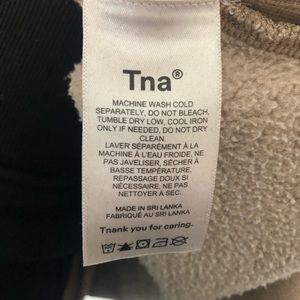 Tna®
MACHINE WASH COLD
SEPARATELY, DO NOT BLEACH.
TUMBLE DRY LOW, COOL IRON
ONLY IF NEEDED, DO NOT DRY
CLEAN.
LAVER SÉPARÉMENT À LA
MACHINE À L'EAU FROIDE, NE
PAS JAVELISER, SÉCHER À
BASSE TEMPÉRATURE,
REPASSAGE DOUX SI
NÉCESSAIRE, NE PAS
NETTOYER À SEC.
MADE IN SRI LANKA
FABRIQUÉ AU SRI LANKA
Tnank you for caring.